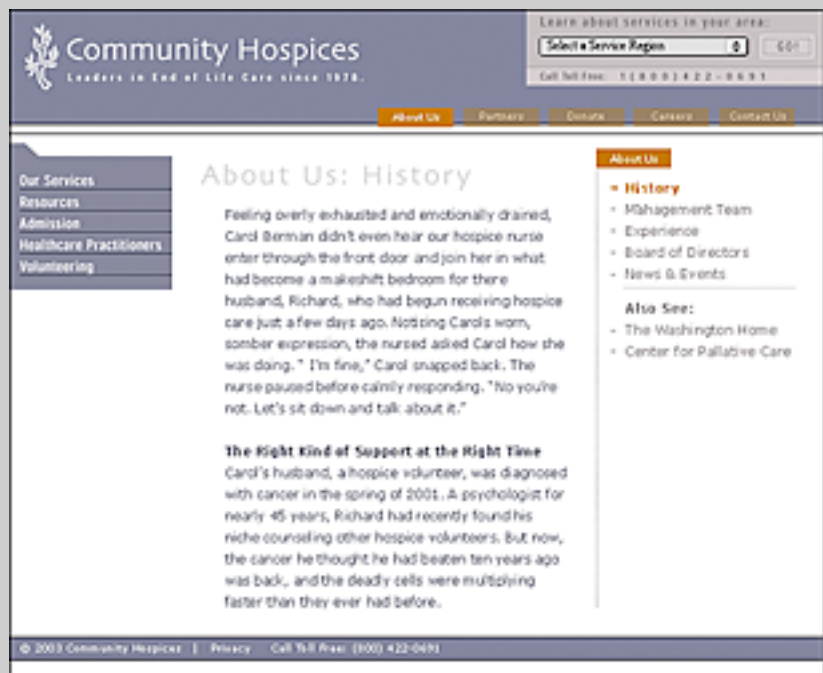 Learn about services in your area:
Community Hospices
Select a Service Region
GO!
Leaders in End of Life Care since 1978.
Call Toll Free: 1(800)422-0691
About Us
Partners
Donate
Careers
Contact Us
Our Services
Resources
Admission
Healthcare Practitioners
Volunteering
About Us: History
Feeling overly exhausted and emotionally drained,
Carol Berman didn't even hear our hospice nurse
enter through the front door and join her in what
had become a makeshift bedroom for there
husband, Richard, who had begun receiving hospice
care just a few days ago. Noticing Carols worn,
somber expression, the nursed asked Carol how she
was doing. " I'm fine," Carol snapped back. The
nurse paused before calmly responding. "No you're
not. Let's sit down and talk about it."
The Right Kind of Support at the Right Time
Carol's husband, a hospice volunteer, was diagnosed
with cancer in the spring of 2001. A psychologist for
nearly 45 years, Richard had recently found his
niche counseling other hospice volunteers. But now,
the cancer he thought he had beaten ten years ago
was back, and the deadly cells were multiplying
faster than they ever had before.
About Us
History
Management Team
Experience
Board of Directors
News & Events
Also See:
The Washington Home
Center for Pallative Care
© 2003 Community Hospices | Privacy Call Toll Free: (800) 422-0691